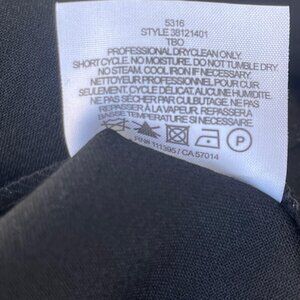 5316
STYLE 38121401
TBO
PROFESSIONAL DRYCLEAN ONLY.
SHORT CYCLE. NO MOISTURE. DO NOT TUMBLE DRY.
NO STEAM. COOL IRON IF NECESSARY.
NETTOYEUR PROFESSIONNEL POUR CUIR
SEULEMENT, CYCLE DÉLICAT. AUCUNE HUMIDITÉ.
NE PAS SÉCHER PAR CULBUTAGE. NE PAS
REPASSER À LA VAPEUR. REPASSER À
BASSE TEMPÉRATURE SI NÉCESSAIRE
P
RN# 111395 / CA 57014